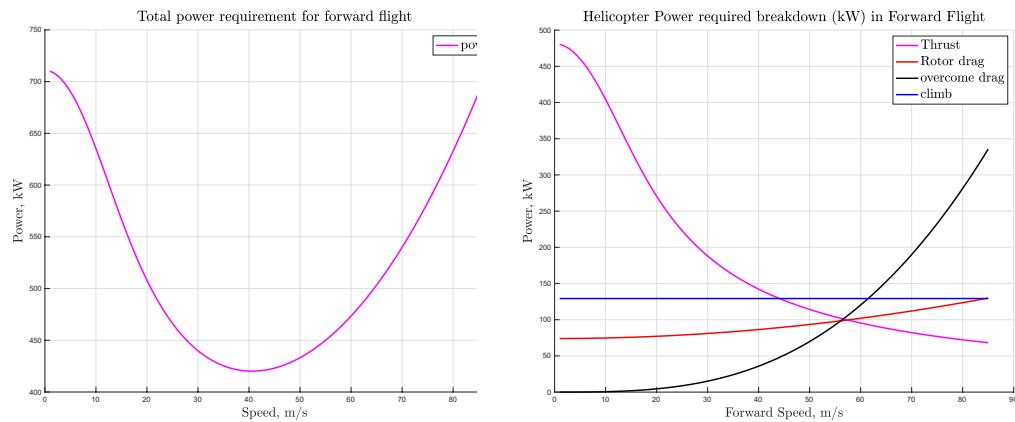 Total power requirement for forward flight
750
700
650
600
550
500
450
400
0 10 20 30 40 50 60 70 80
Power, kW
Speed, m/s
Helicopter Power required breakdown (kW) in Forward Flight
Thrust
Rotor drag
overcome drag
climb
500
450
400
350
300
250
200
150
100
50
0
0 10 20 30 40 50 60 70 80 90
Power, kW
Forward Speed, m/s